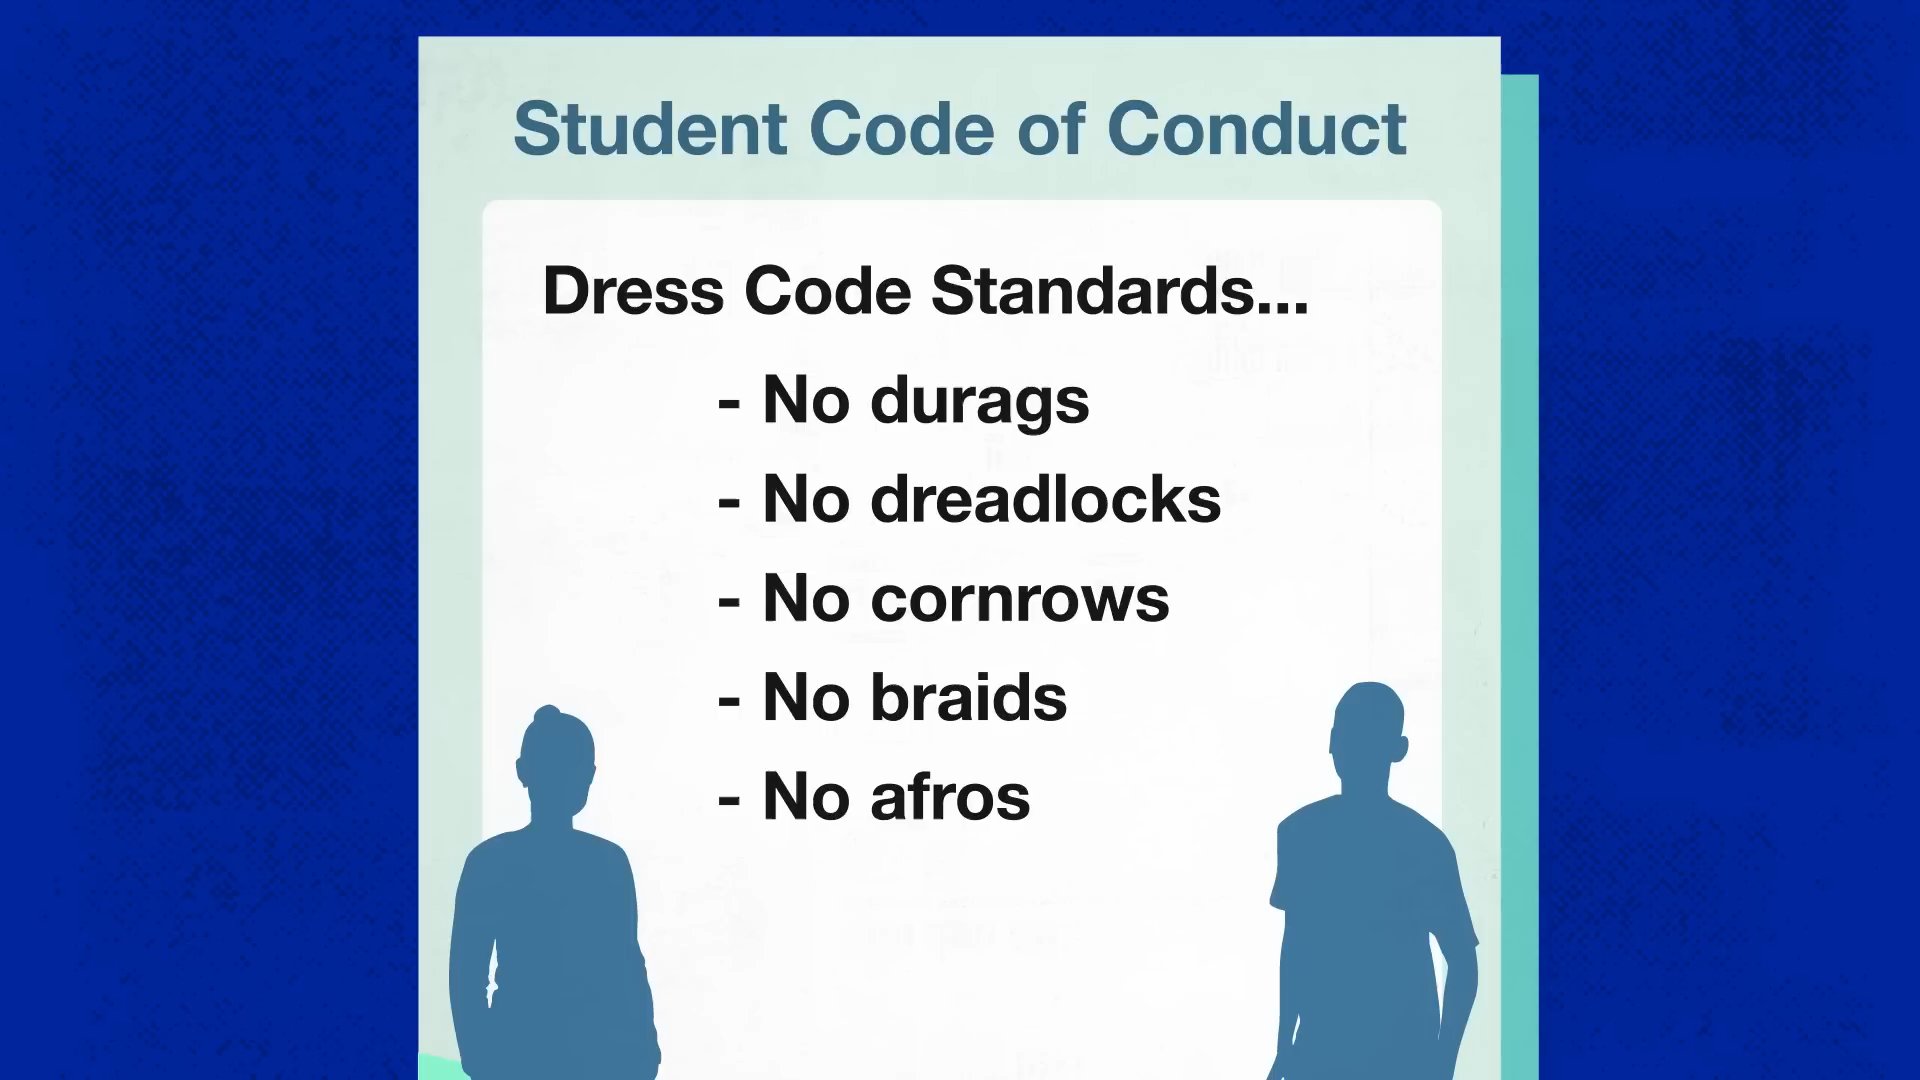 Student Code of Conduct
Dress Code Standards...
- No durags
- No dreadlocks
- No cornrows
- No braids
- No afros